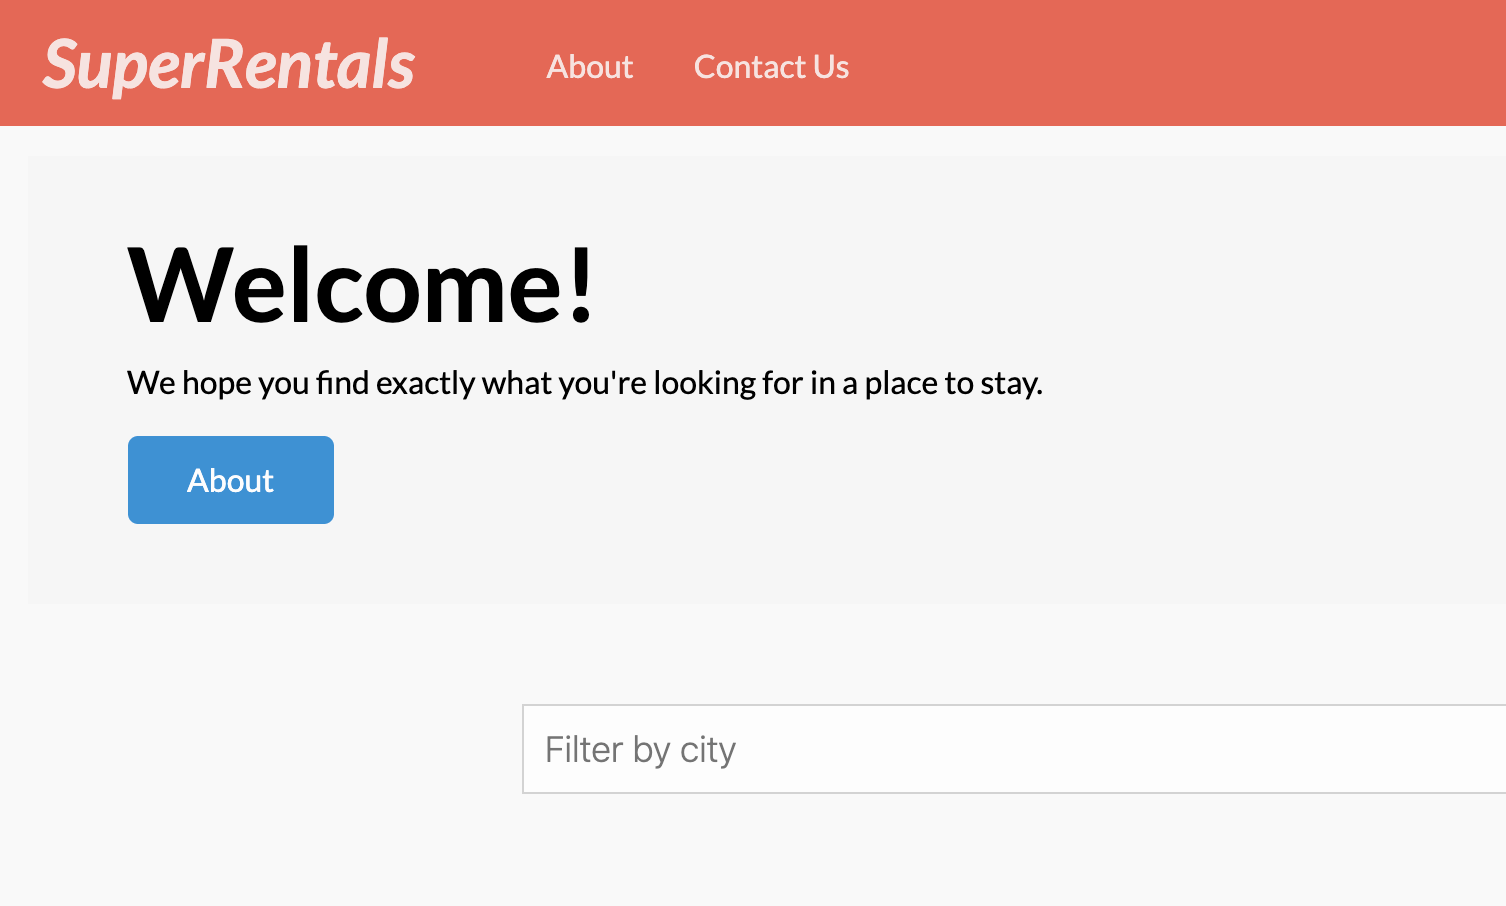 SuperRentals About Contact Us
Welcome!
We hope you find exactly what you're looking for in a place to stay.
About
Filter by city